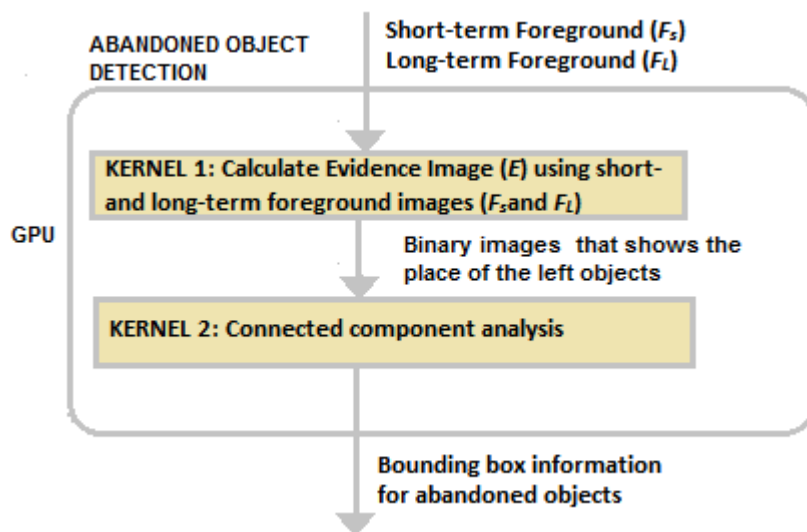 ABANDONED OBJECT
DETECTION
Short-term Foreground (Fs)
Long-term Foreground (FL)
KERNEL 1: Calculate Evidence Image (E) using short-
and long-term foreground images (Fsand FL)
GPU
Binary images that shows the
place of the left objects
KERNEL 2: Connected component analysis
Bounding box information
for abandoned objects